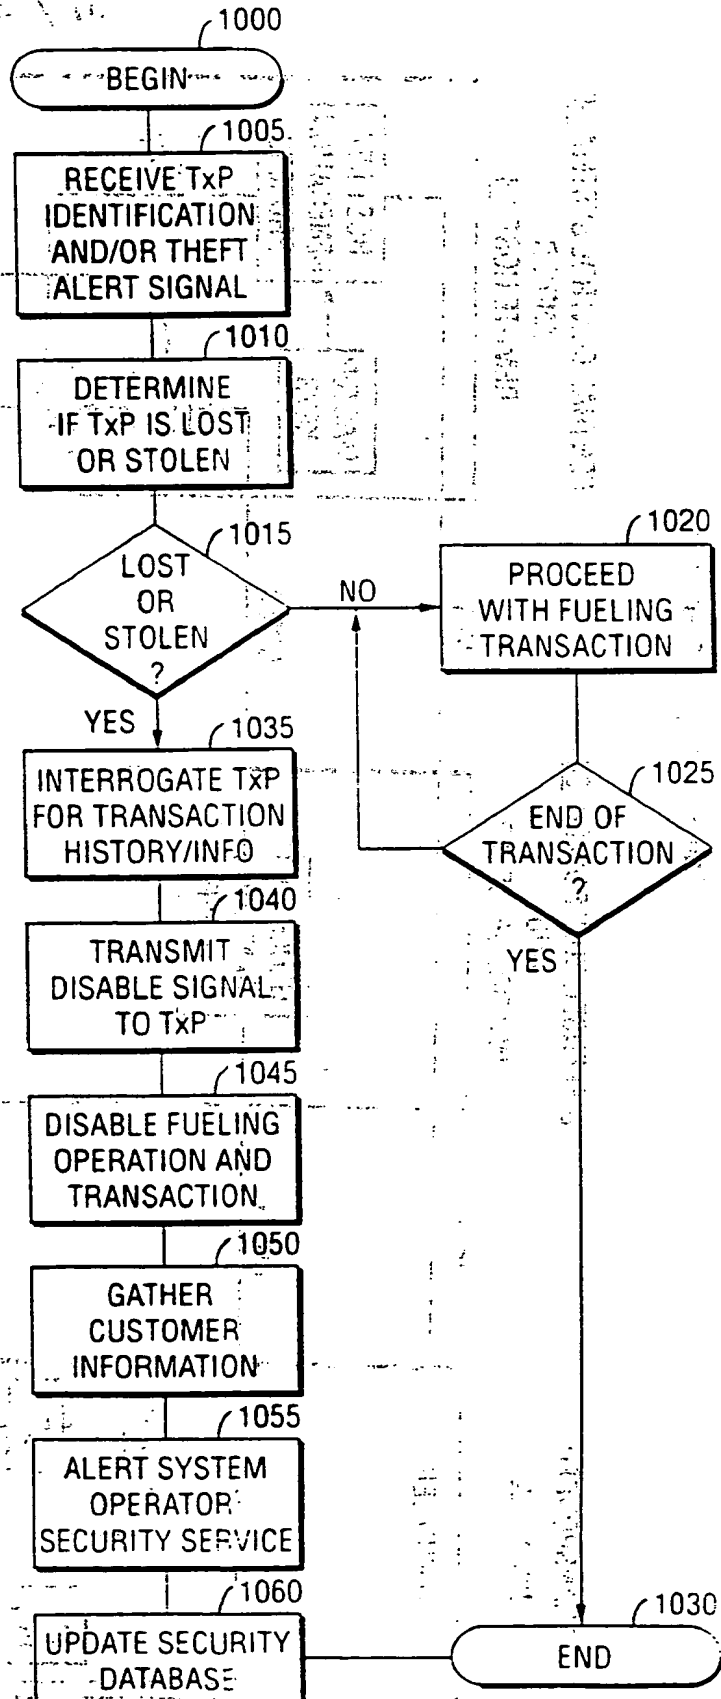 1000
BEGIN
1005
RECEIVE TxP
IDENTIFICATION
AND/OR THEFT
ALERT SIGNAL
1010
DETERMINE
IF TxP IS LOST
OR STOLEN
1015
LOST
OR
STOLEN
?
NO
YES
1020
PROCEED
WITH FUELING
TRANSACTION
1025
END OF
TRANSACTION
?
YES
1035
INTERROGATE TxP
FOR TRANSACTION
HISTORY/INFO
1040
TRANSMIT
DISABLE SIGNAL
TO TxP
1045
DISABLE FUELING
OPERATION AND
TRANSACTION
1050
GATHER
CUSTOMER
INFORMATION
1055
ALERT SYSTEM
OPERATOR
SECURITY SERVICE
1060
UPDATE SECURITY
DATABASE
1030
END